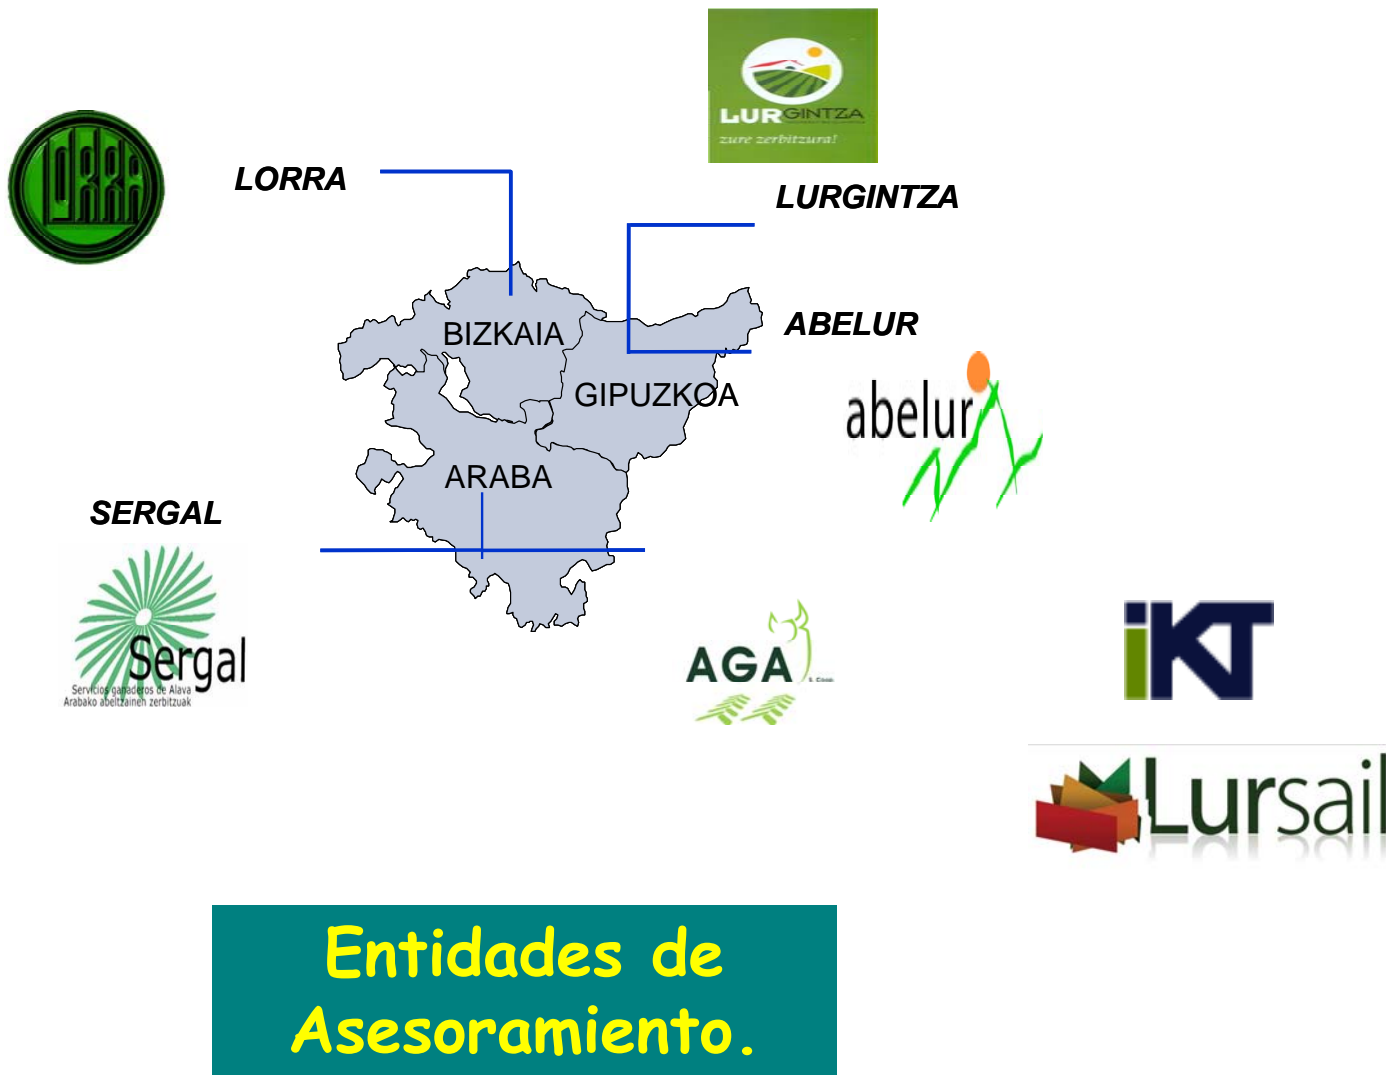 LURGINTZA
zure zerbitzura!
LORRA
LORRA
LURGINTZA
BIZKAIA
ABELUR
GIPUZKOA
abelur
ARABA
SERGAL
Sergal
Servicios ganaderos de Alava
Arabako abeltzainen zerbitzuak
AGA
iKT
Lursail
Entidades de
Asesoramiento.